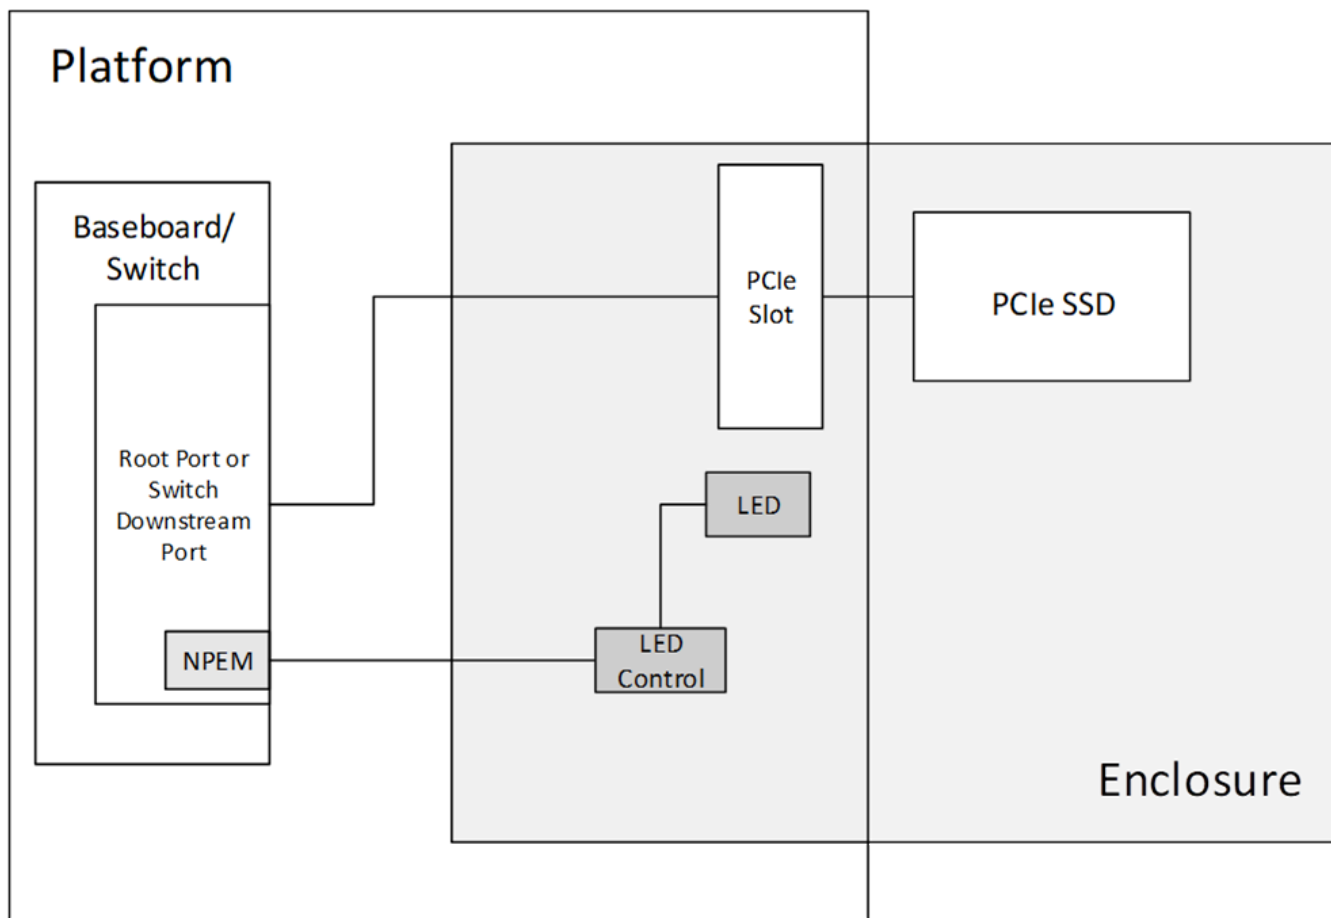 Platform
Baseboard/
Switch
PCIe
Slot
PCIe SSD
Root Port or
Switch
Downstream
Port
LED
NPEM
LED
Control
Enclosure